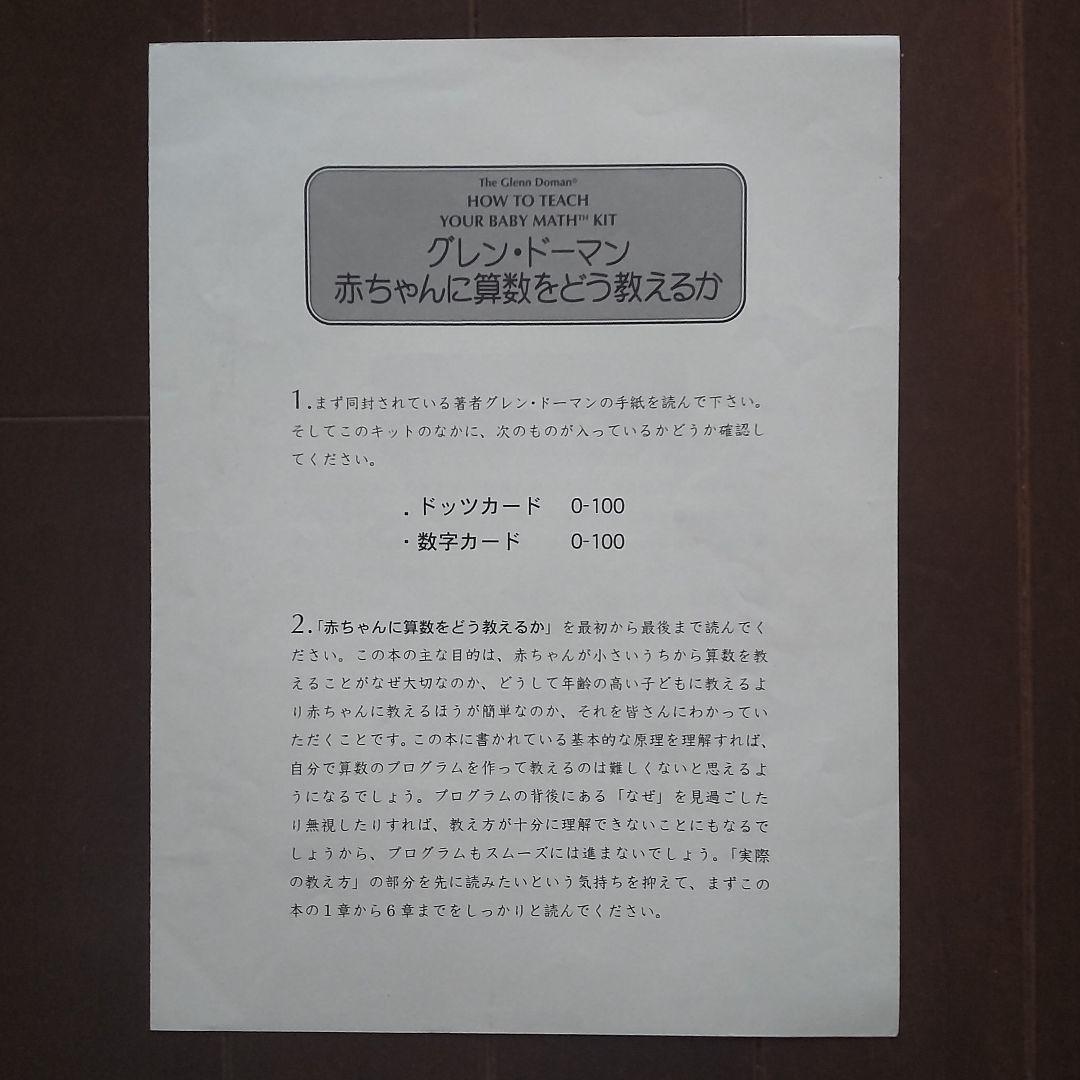 The Glenn Doman®
HOW TO TEACH
YOUR BABY MATH™ KIT
グレン・ドーマン
赤ちゃんに算数をどう教えるか
1.まず同封されている著者グレン・ドーマンの手紙を読んで下さい。
そしてこのキットのなかに、次のものが入っているかどうか確認し
てください。
．ドッツカード 0-100
・数字カード 0-100
2.「赤ちゃんに算数をどう教えるか」を最初から最後まで読んでく
ださい。この本の主な目的は、赤ちゃんが小さいうちから算数を教
えることがなぜ大切なのか、どうして年齢の高い子どもに教えるよ
り赤ちゃんに教えるほうが簡単なのか、それを皆さんにわかってい
ただくことです。この本に書かれている基本的な原理を理解すれば、
自分で算数のプログラムを作って教えるのは難しくないと思えるよ
うになるでしょう。プログラムの背後にある「なぜ」を見過ごした
り無視したりすれば、教え方が十分に理解できないことにもなるで
しょうから、プログラムもスムーズには進まないでしょう。「実際
の教え方」の部分を先に読みたいという気持ちを抑えて、まずこの
本の1章から6章までをしっかりと読んでください。